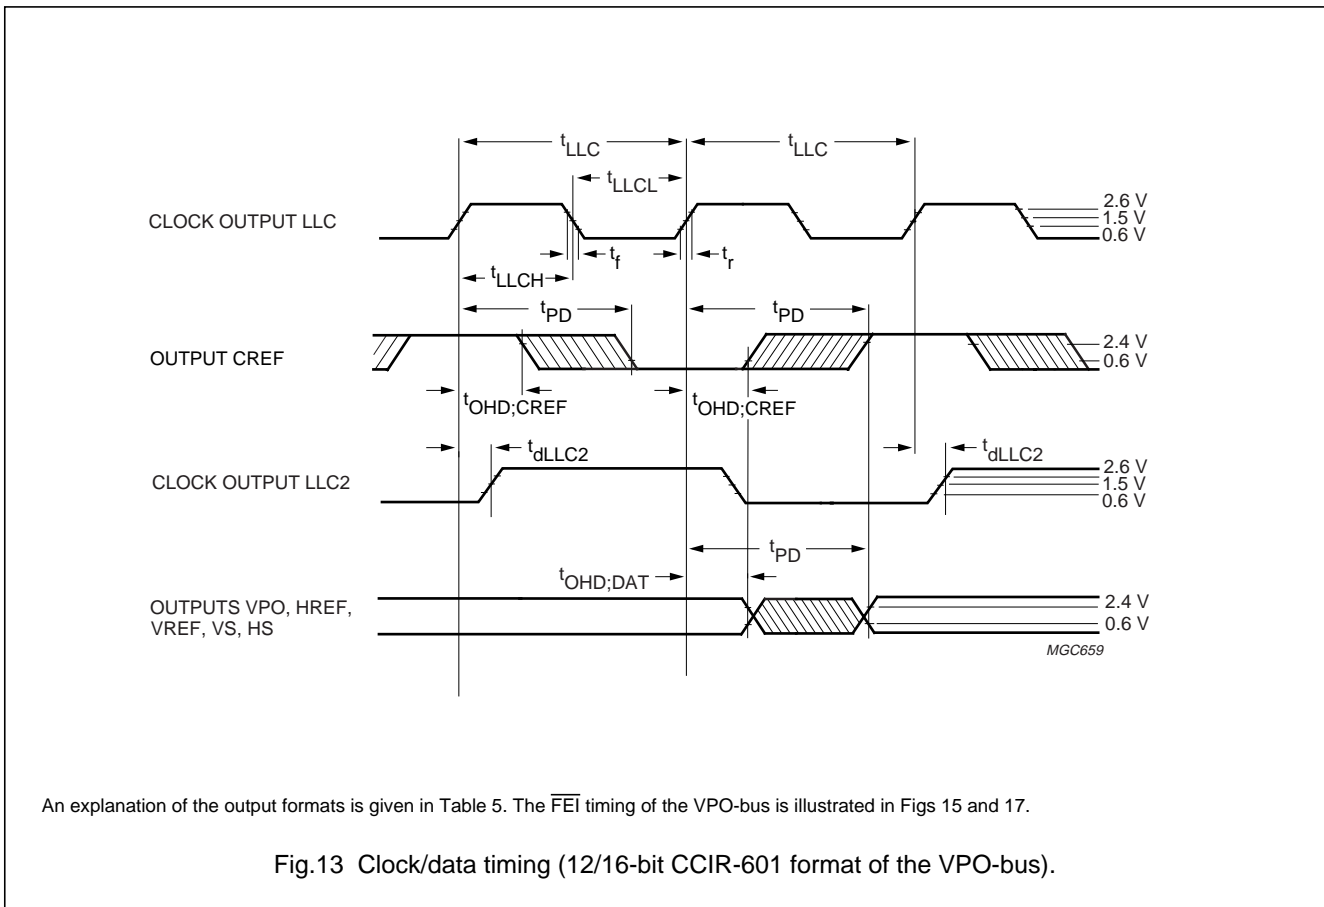 tLLC
tLLC
tLLCL
CLOCK OUTPUT LLC
2.6 V
1.5 V
0.6 V
tf
tr
tLLCH
tPD
tPD
OUTPUT CREF
2.4 V
0.6 V
tOHD;CREF
tOHD;CREF
tdLLC2
tdLLC2
CLOCK OUTPUT LLC2
2.6 V
1.5 V
0.6 V
tPD
tOHD;DAT
OUTPUTS VPO, HREF,
VREF, VS, HS
2.4 V
0.6 V
MGC659
An explanation of the output formats is given in Table 5. The F̅E̅I̅ timing of the VPO-bus is illustrated in Figs 15 and 17.
Fig.13 Clock/data timing (12/16-bit CCIR-601 format of the VPO-bus).